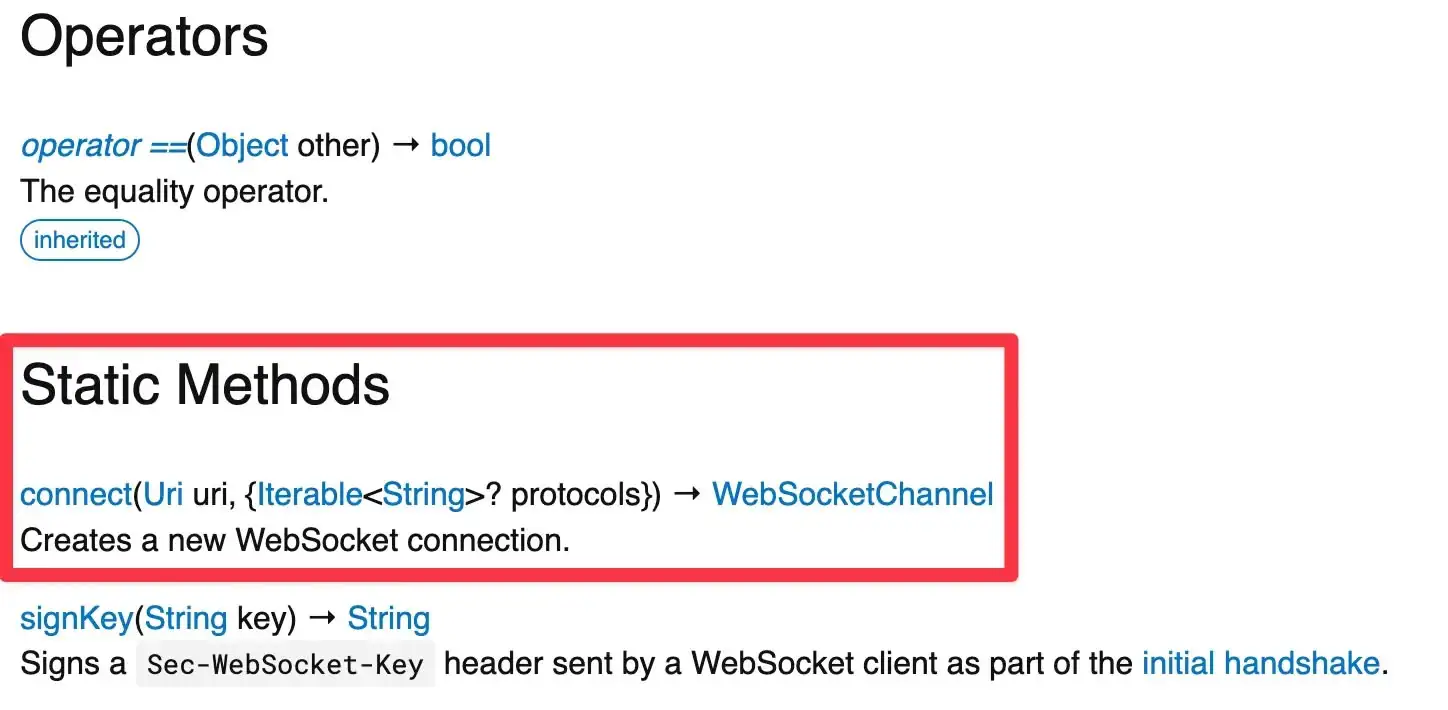 Operators
operator ==(Object other) → bool
The equality operator.
inherited
Static Methods
connect(Uri uri, {Iterable<String>? protocols}) → WebSocketChannel
Creates a new WebSocket connection.
signKey(String key) → String
Signs a Sec-WebSocket-Key header sent by a WebSocket client as part of the initial handshake.